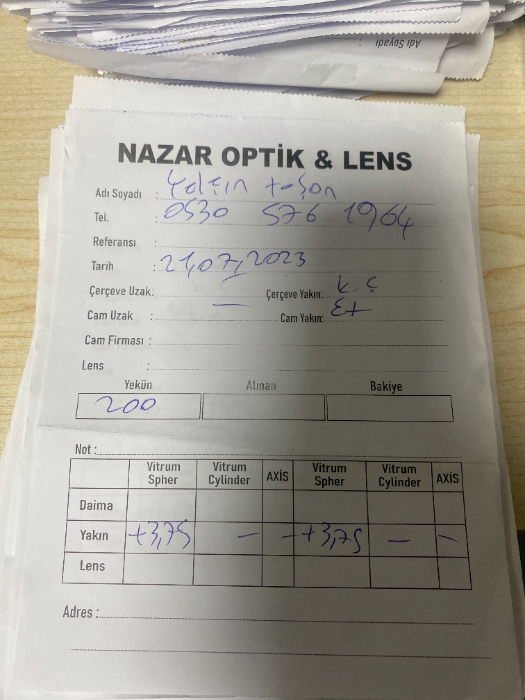 Adı Soyadı
NAZAR OPTİK & LENS
Adı Soyadı : Yalçın taşan
Tel. : 0530 576 1964
Referansı :
Tarih : 21,07,2023
Çerçeve Uzak: — Çerçeve Yakın: k.ç
Cam Uzak : — Cam Yakın: Ex
Cam Firması :
Lens :
Yekün Alınan Bakiye
200
Not :
Vitrum Spher Vitrum Cylinder AXİS Vitrum Spher Vitrum Cylinder AXİS
Daima
Yakın +3,75 — — +3,75 — —
Lens
Adres :